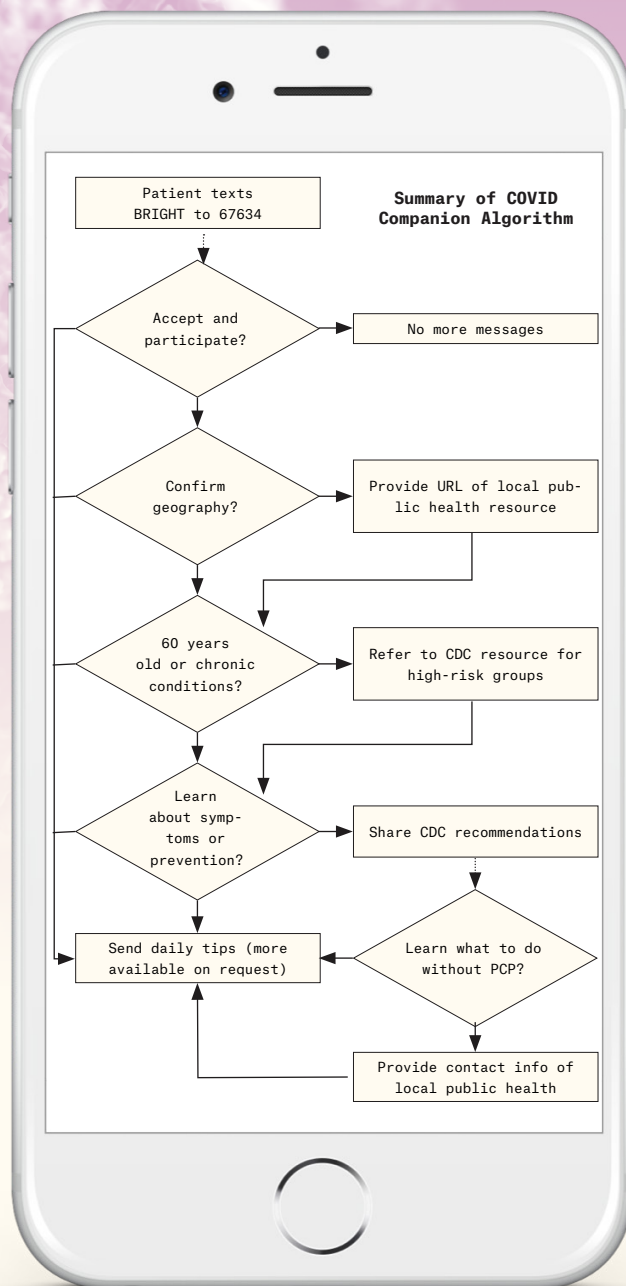 Patient texts
BRIGHT to 67634
Summary of COVID
Companion Algorithm
Accept and
participate?
No more messages
Confirm
geography?
Provide URL of local pub-
lic health resource
60 years
old or chronic
conditions?
Refer to CDC resource for
high-risk groups
Learn
about symp-
toms or
prevention?
Share CDC recommendations
Send daily tips (more
available on request)
Learn what to do
without PCP?
Provide contact info of
local public health